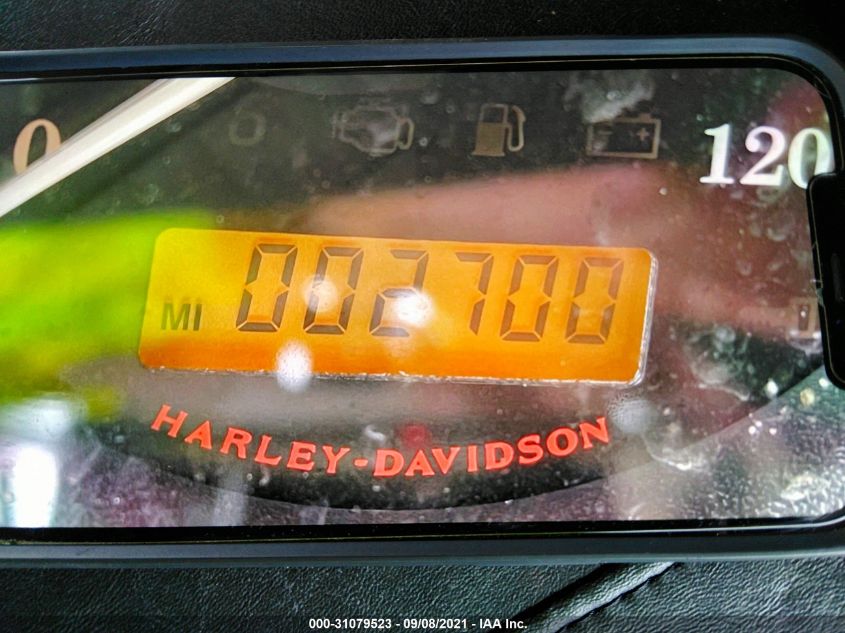 0
120
MI 002700
HARLEY-DAVIDSON
000-31079523 - 09/08/2021 - IAA Inc.